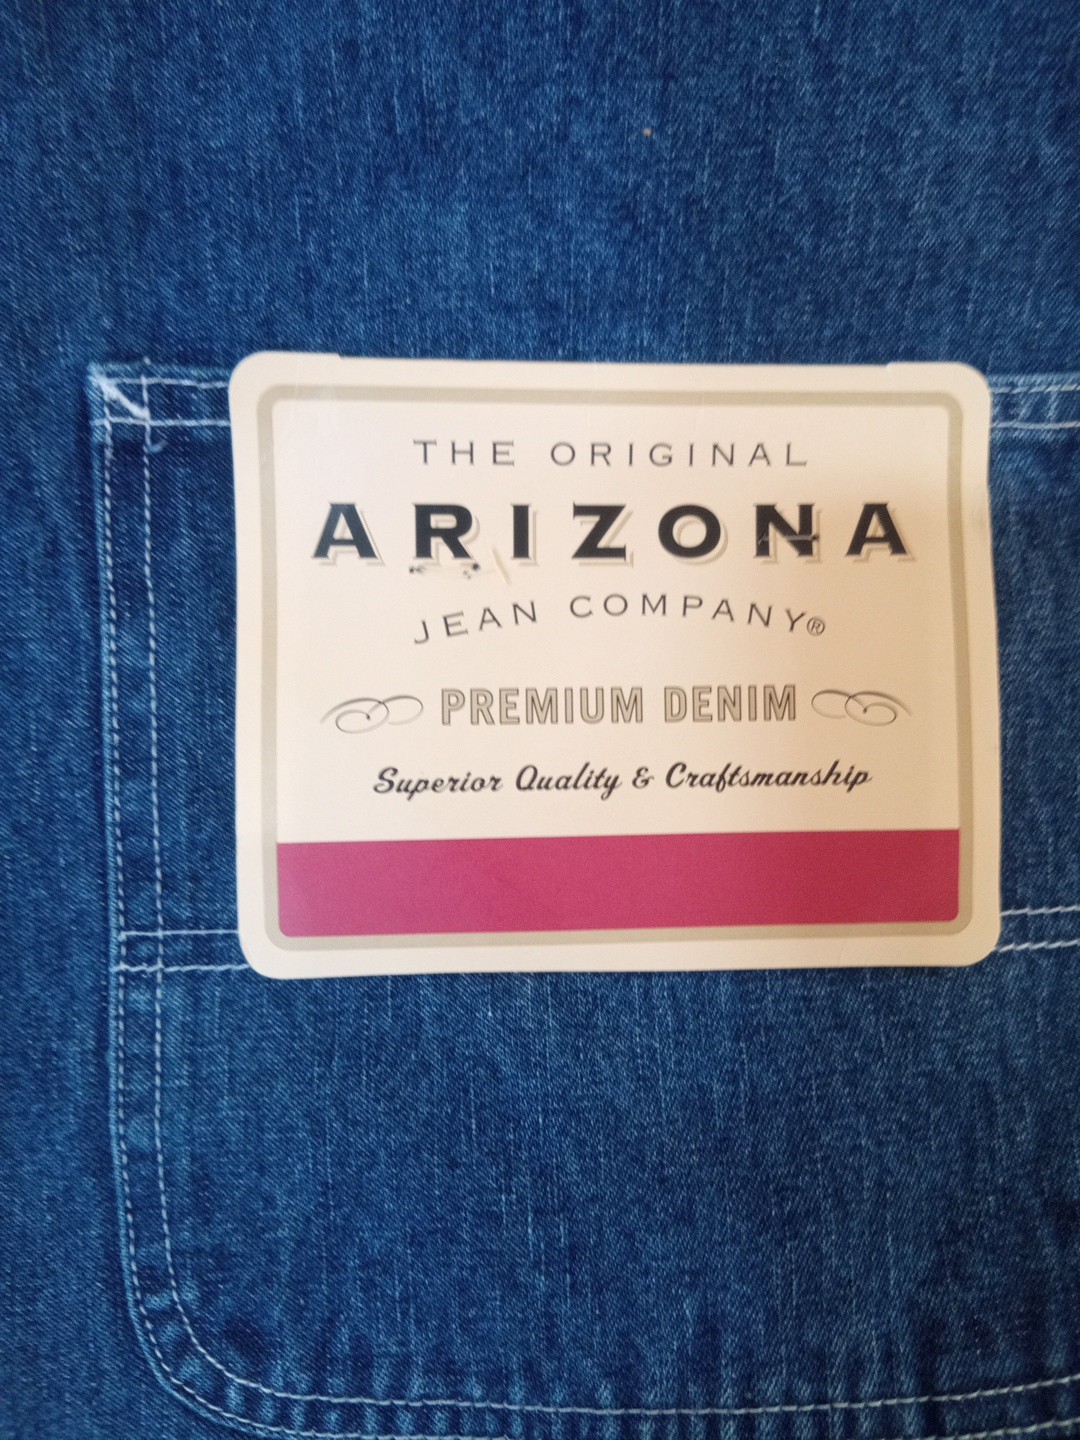 THE ORIGINAL
ARIZONA
JEAN COMPANY®
PREMIUM DENIM
Superior Quality & Craftsmanship